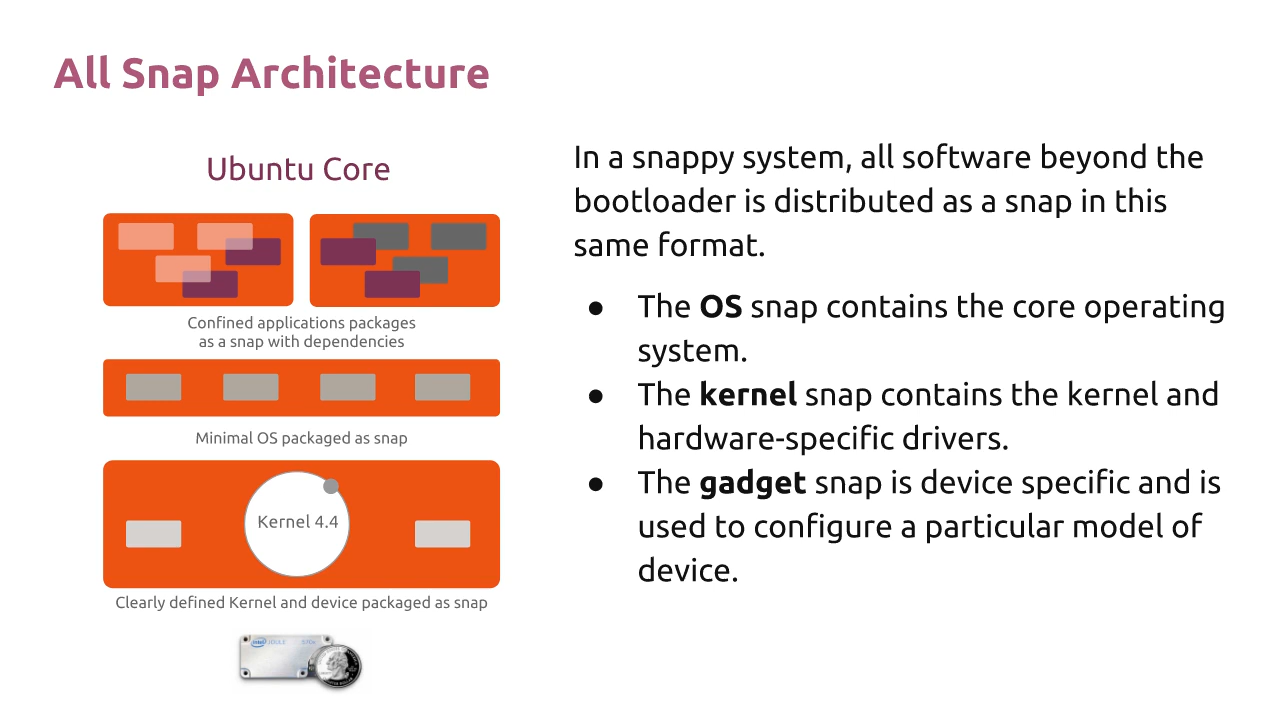 All Snap Architecture
Ubuntu Core
Confined applications packages
as a snap with dependencies
Minimal OS packaged as snap
Kernel 4.4
Clearly defined Kernel and device packaged as snap
intel JOULE
In a snappy system, all software beyond the
bootloader is distributed as a snap in this
same format.
● The OS snap contains the core operating
system.
● The kernel snap contains the kernel and
hardware-specific drivers.
● The gadget snap is device specific and is
used to configure a particular model of
device.